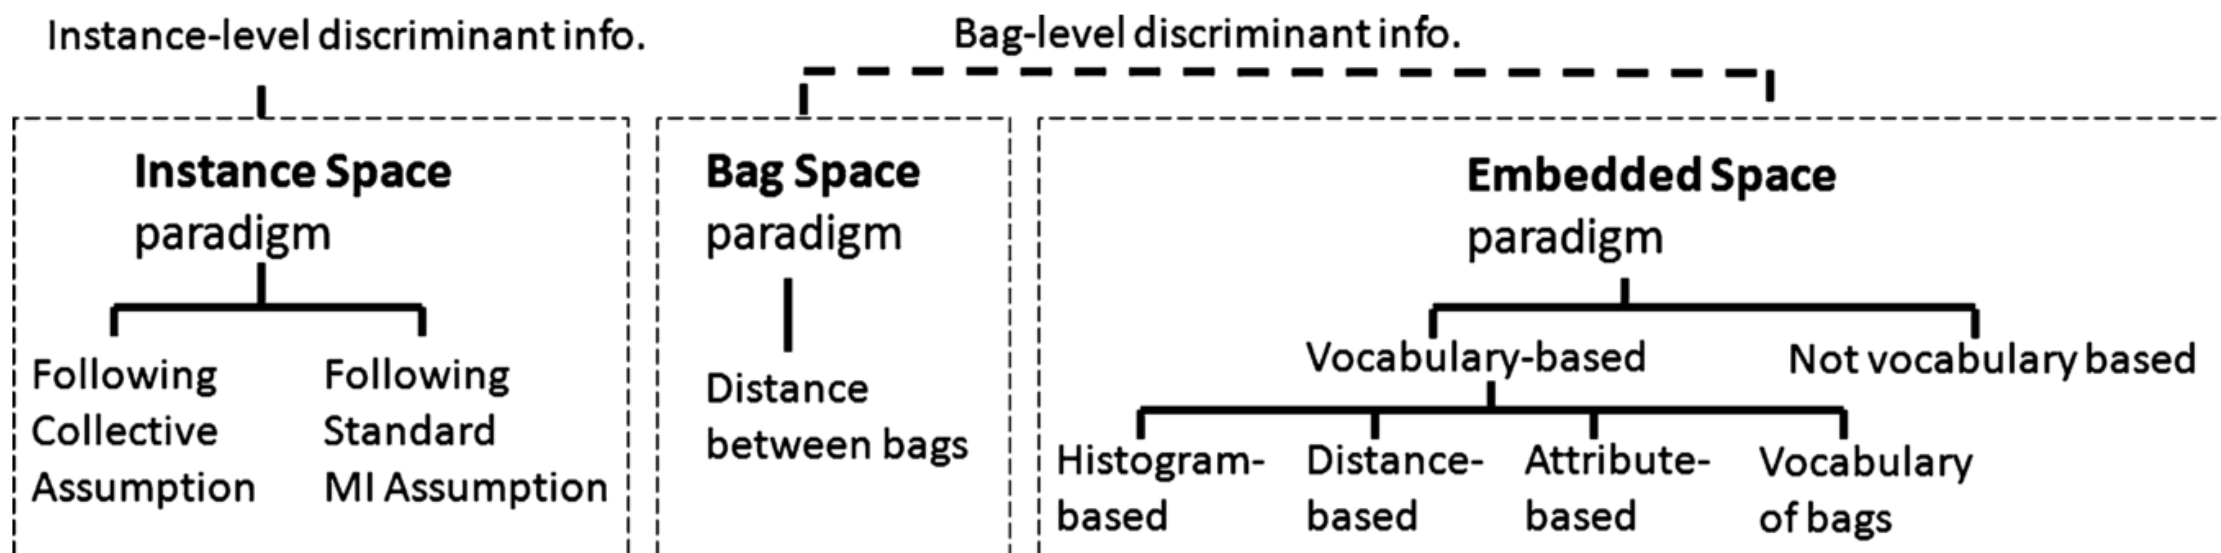 Instance-level discriminant info.
Bag-level discriminant info.
Instance Space
paradigm
Following
Collective
Assumption
Following
Standard
MI Assumption
Bag Space
paradigm
Distance
between bags
Embedded Space
paradigm
Vocabulary-based
Not vocabulary based
Histogram-
based
Distance-
based
Attribute-
based
Vocabulary
of bags